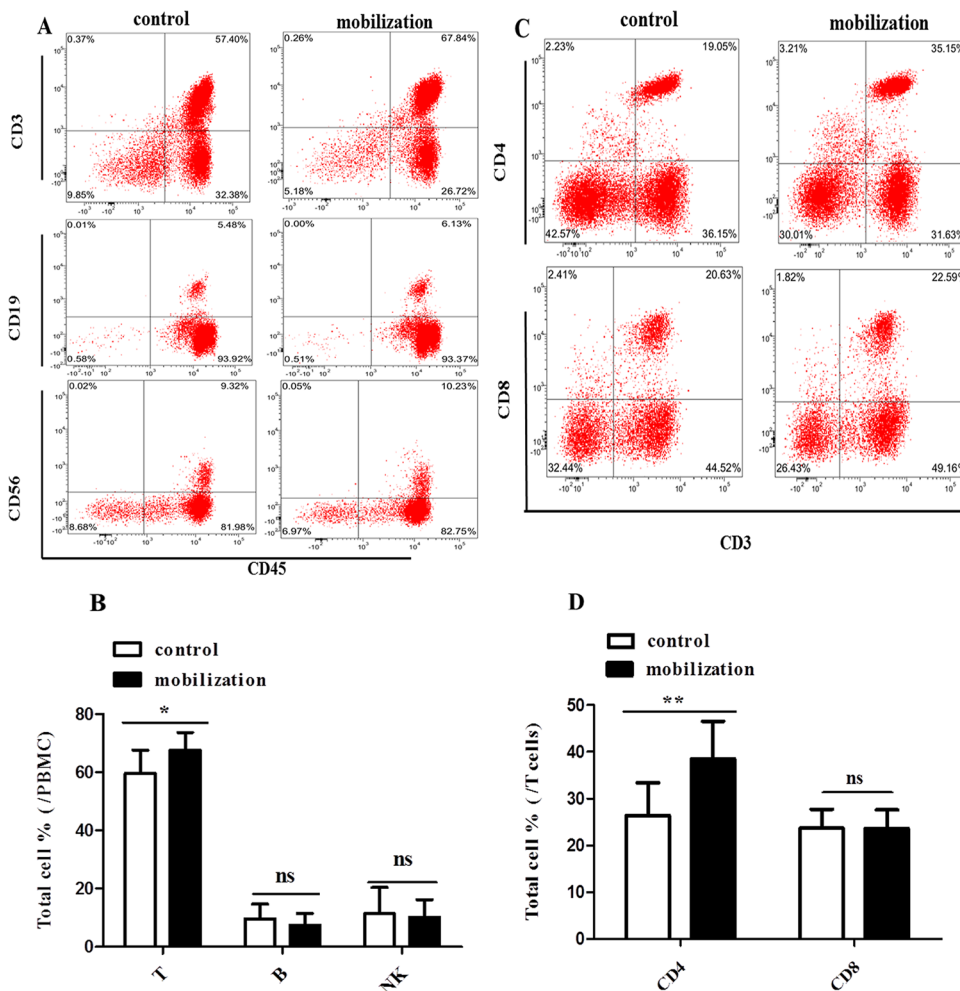 A
control
mobilization
0.37%
57.40%
0.26%
67.84%
CD3
9.85%
32.38%
5.18%
26.72%
0.01%
5.48%
0.00%
6.13%
CD19
0.58%
93.92%
0.51%
93.37%
0.02%
9.32%
0.05%
10.23%
CD56
8.68%
81.98%
6.97%
82.75%
CD45
C
control
mobilization
2.23%
19.05%
3.21%
35.15%
CD4
42.57%
36.15%
30.01%
31.63%
2.41%
20.63%
1.82%
22.59%
CD8
32.44%
44.52%
26.43%
49.16%
CD3
B
control
mobilization
Total cell % (/PBMC)
80
60
40
20
0
*
ns
ns
T
B
NK
D
control
mobilization
Total cell % (/T cells)
50
40
30
20
10
0
**
ns
CD4
CD8